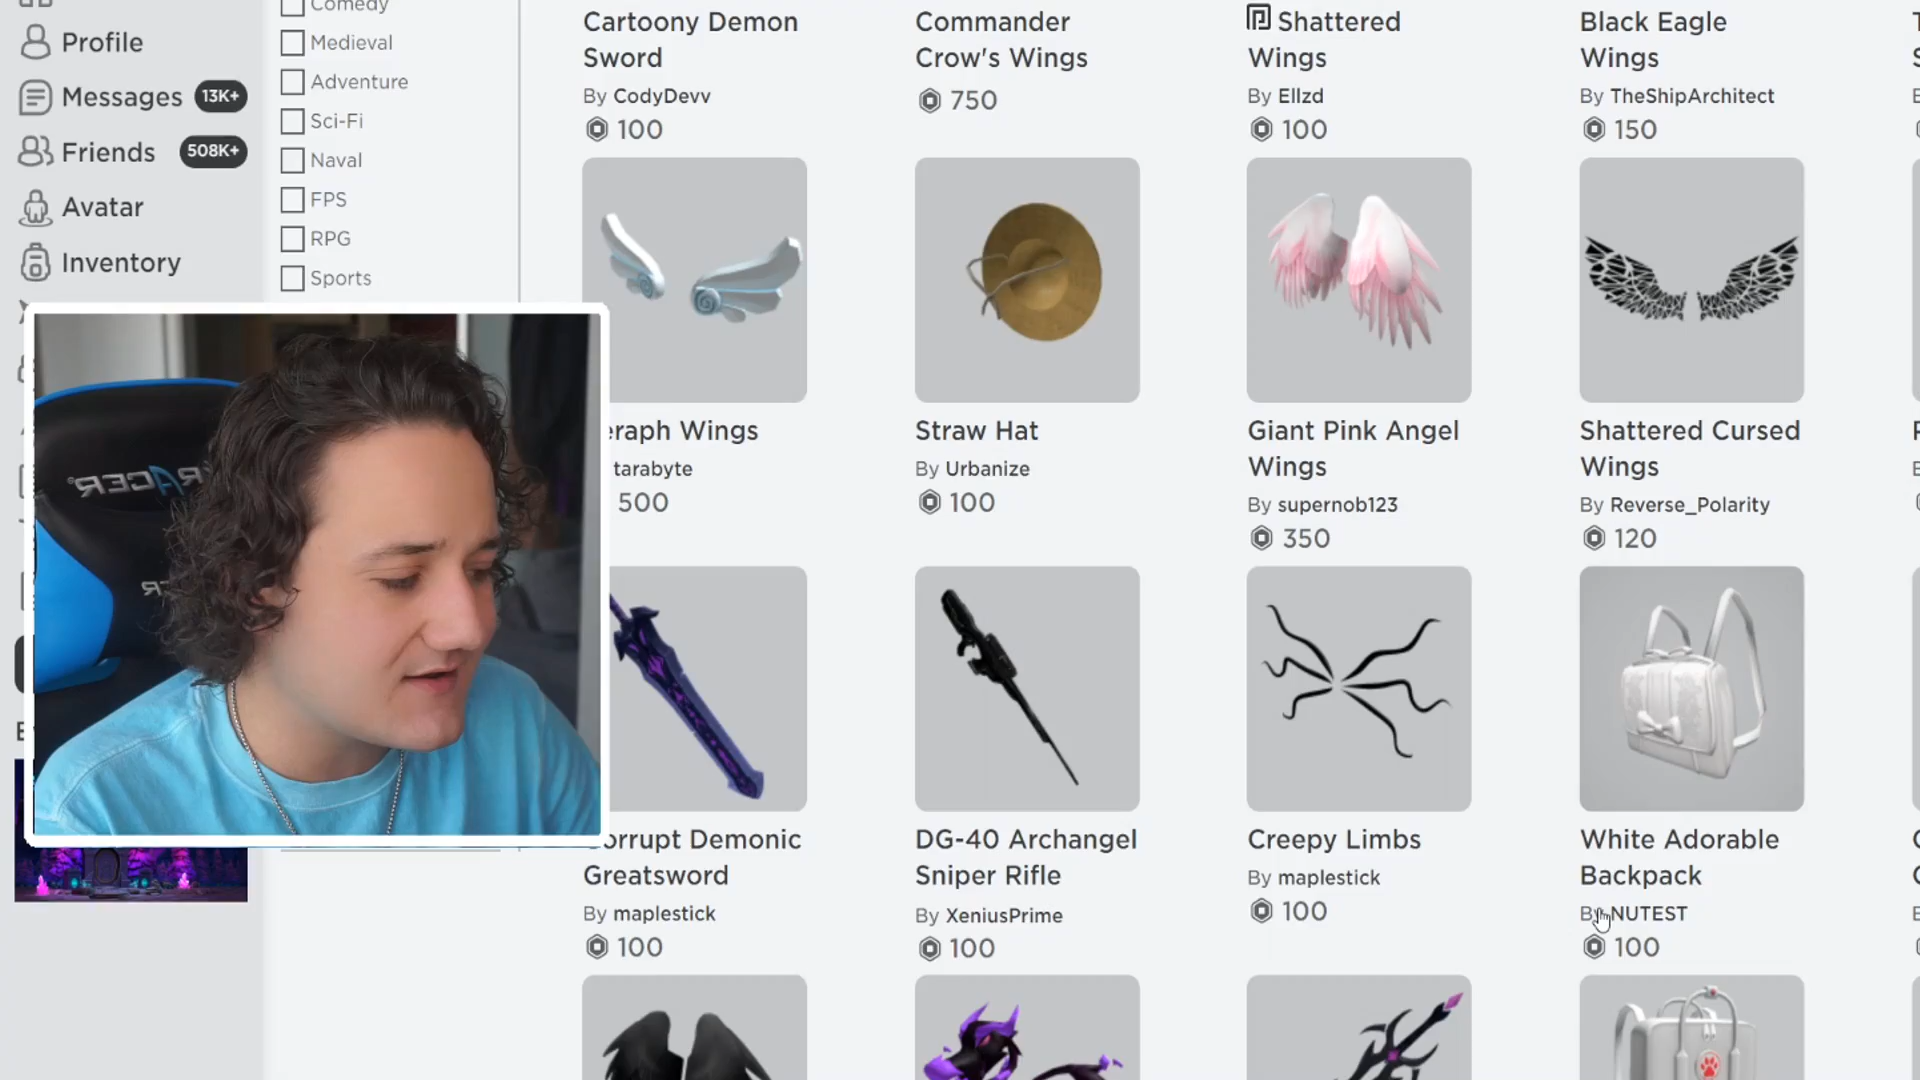 Profile
Messages 13K+
Friends 508K+
Avatar
Inventory
Comedy
Medieval
Adventure
Sci-Fi
Naval
FPS
RPG
Sports
Cartoony Demon
Sword
By CodyDevv
100
Commander
Crow's Wings
750
Shattered
Wings
By Ellzd
100
Black Eagle
Wings
By TheShipArchitect
150
eraph Wings
tarabyte
500
Straw Hat
By Urbanize
100
Giant Pink Angel
Wings
By supernob123
350
Shattered Cursed
Wings
By Reverse_Polarity
120
orrupt Demonic
Greatsword
By maplestick
100
DG-40 Archangel
Sniper Rifle
By XeniusPrime
100
Creepy Limbs
By maplestick
100
White Adorable
Backpack
By NUTEST
100